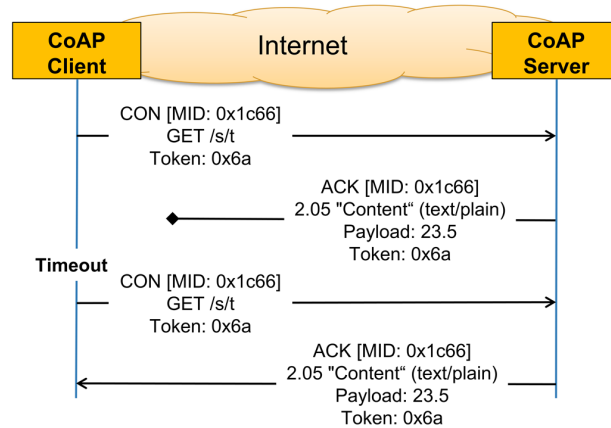 CoAP
Client
Internet
CoAP
Server
CON [MID: 0x1c66]
GET /s/t
Token: 0x6a
ACK [MID: 0x1c66]
2.05 "Content“ (text/plain)
Payload: 23.5
Token: 0x6a
Timeout
CON [MID: 0x1c66]
GET /s/t
Token: 0x6a
ACK [MID: 0x1c66]
2.05 "Content“ (text/plain)
Payload: 23.5
Token: 0x6a